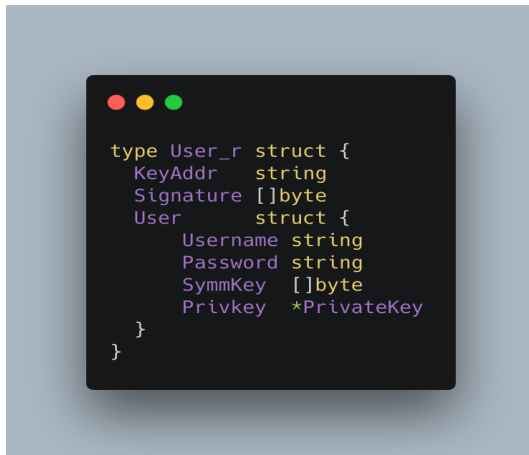 type User_r struct {
  KeyAddr   string
  Signature []byte
  User      struct {
      Username string
      Password string
      SymmKey  []byte
      Privkey  *PrivateKey
  }
}